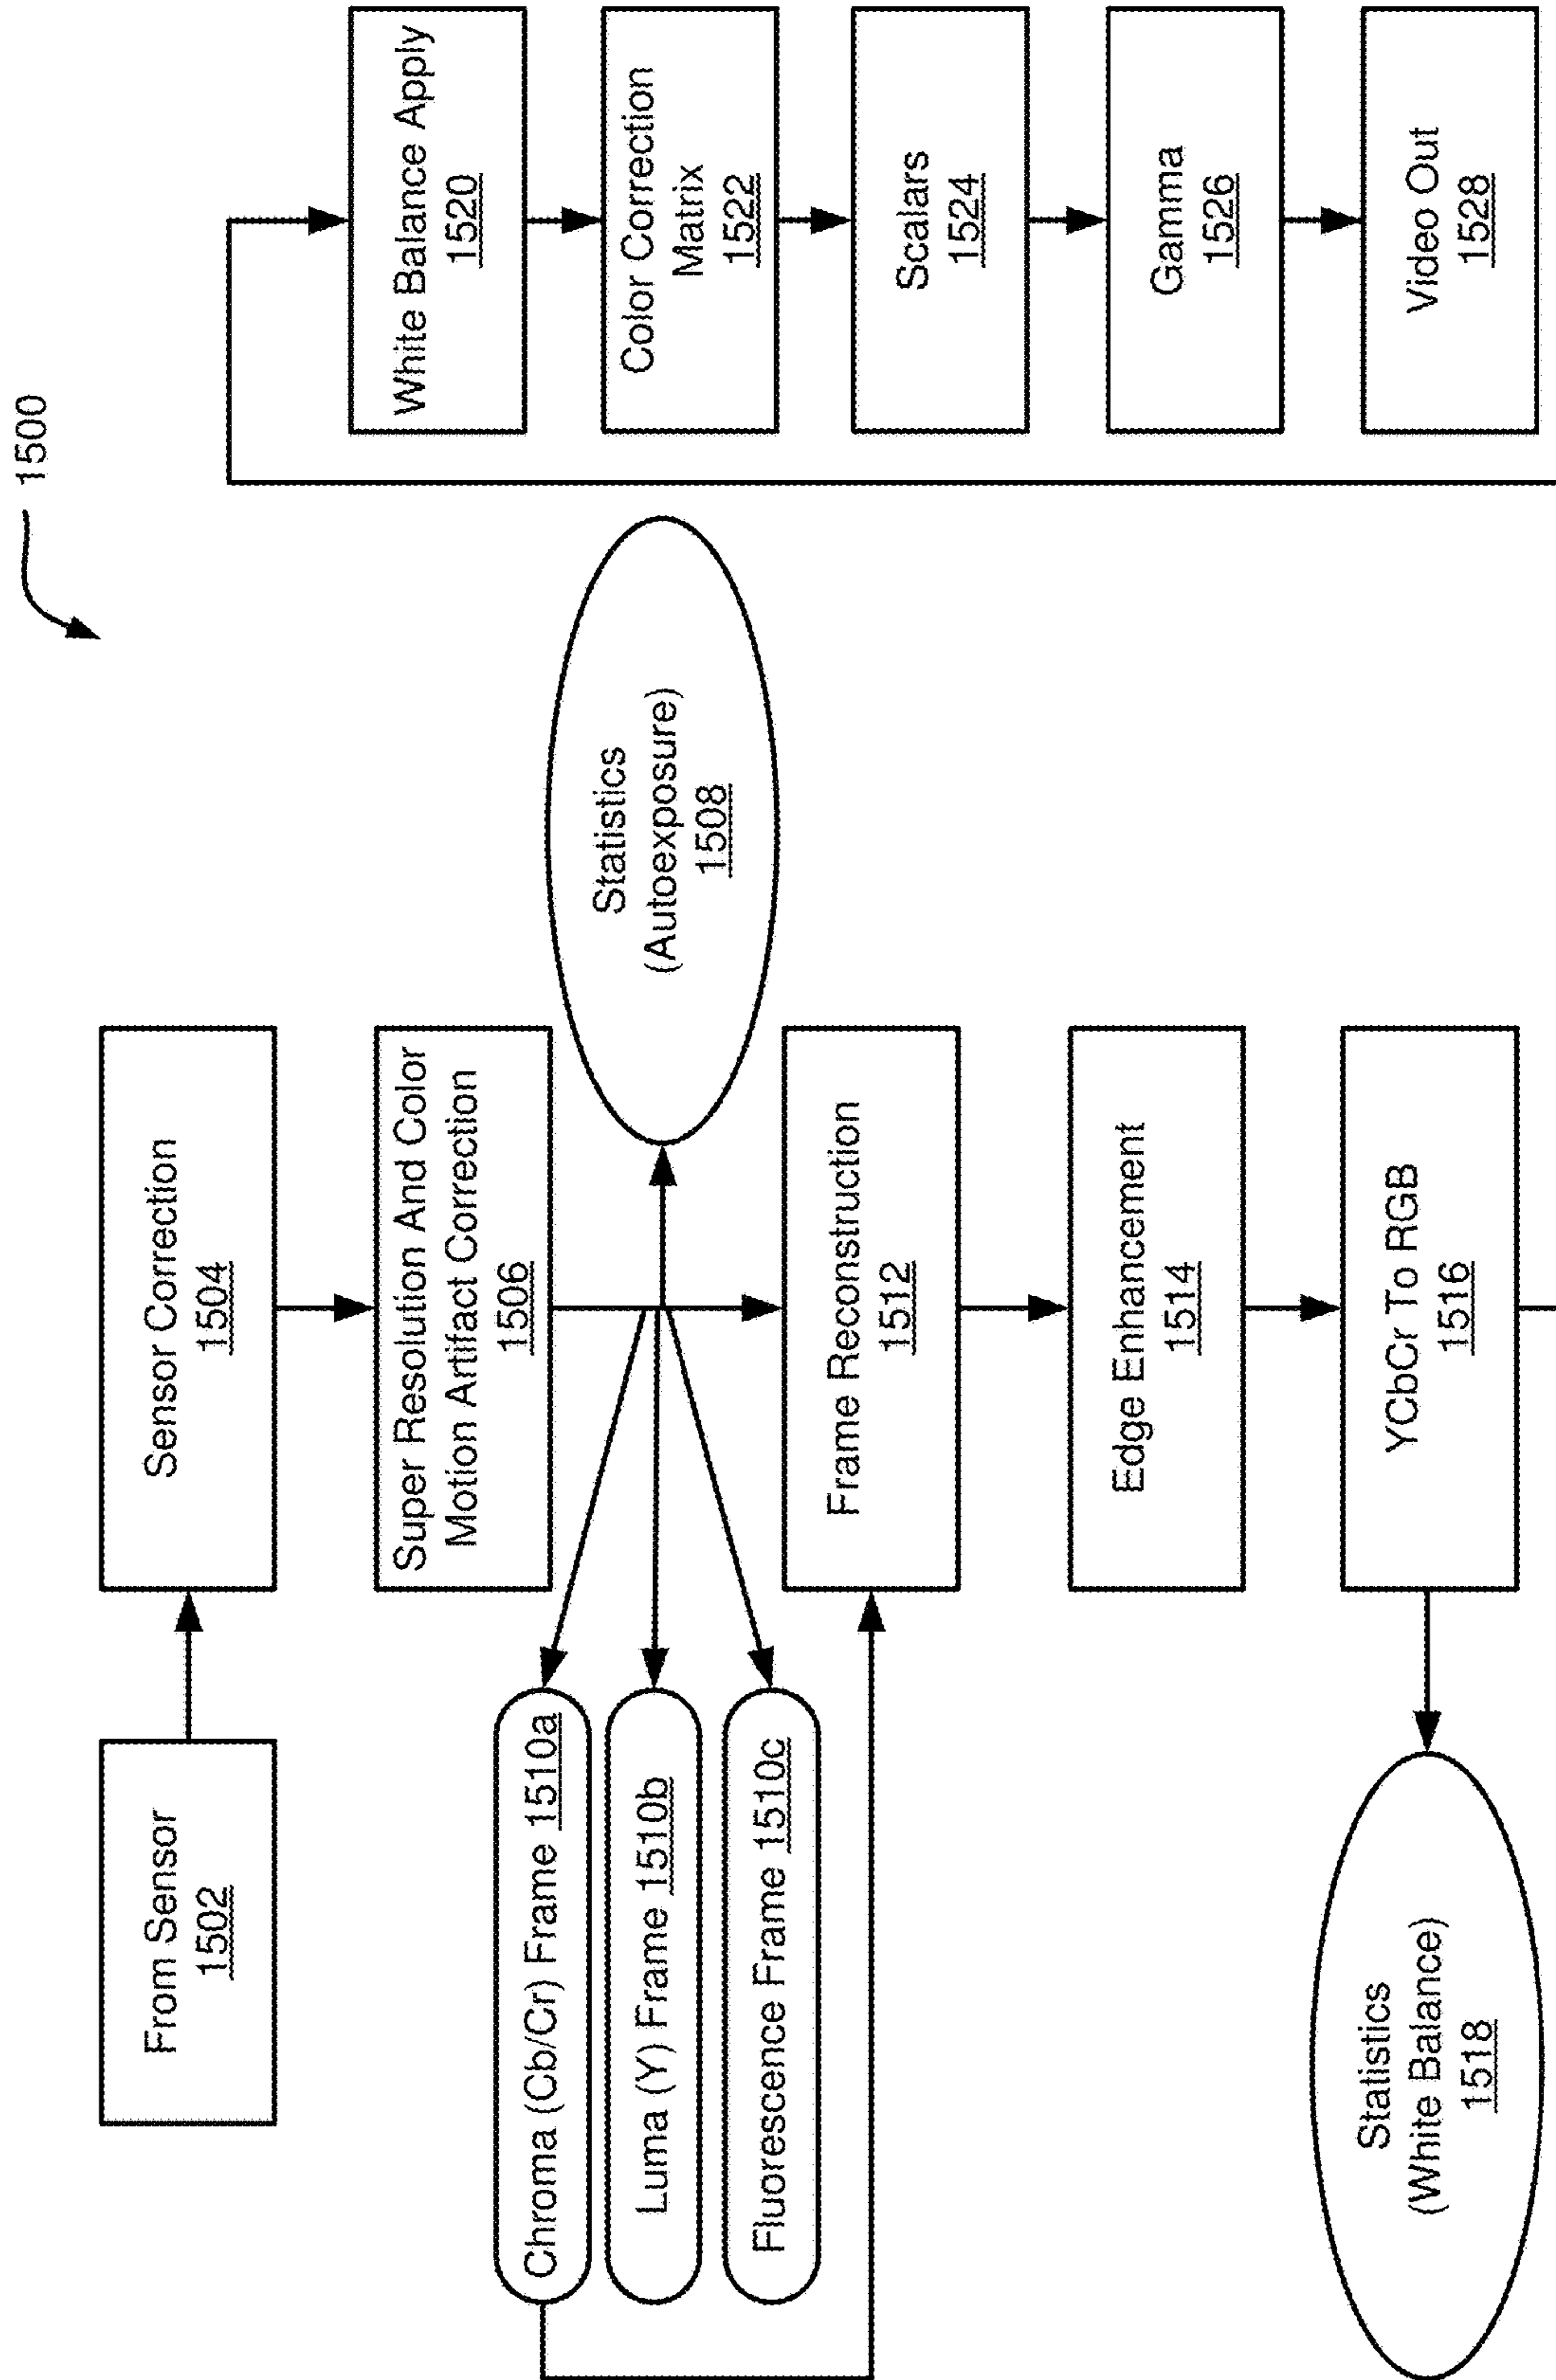 1500
From Sensor
1502
Sensor Correction
1504
Super Resolution And Color
Motion Artifact Correction
1506
Statistics
(Autoexposure)
1508
Chroma (Cb/Cr) Frame 1510a
Luma (Y) Frame 1510b
Fluorescence Frame 1510c
Frame Reconstruction
1512
Edge Enhancement
1514
YCbCr To RGB
1516
Statistics
(White Balance)
1518
White Balance Apply
1520
Color Correction
Matrix
1522
Scalars
1524
Gamma
1526
Video Out
1528